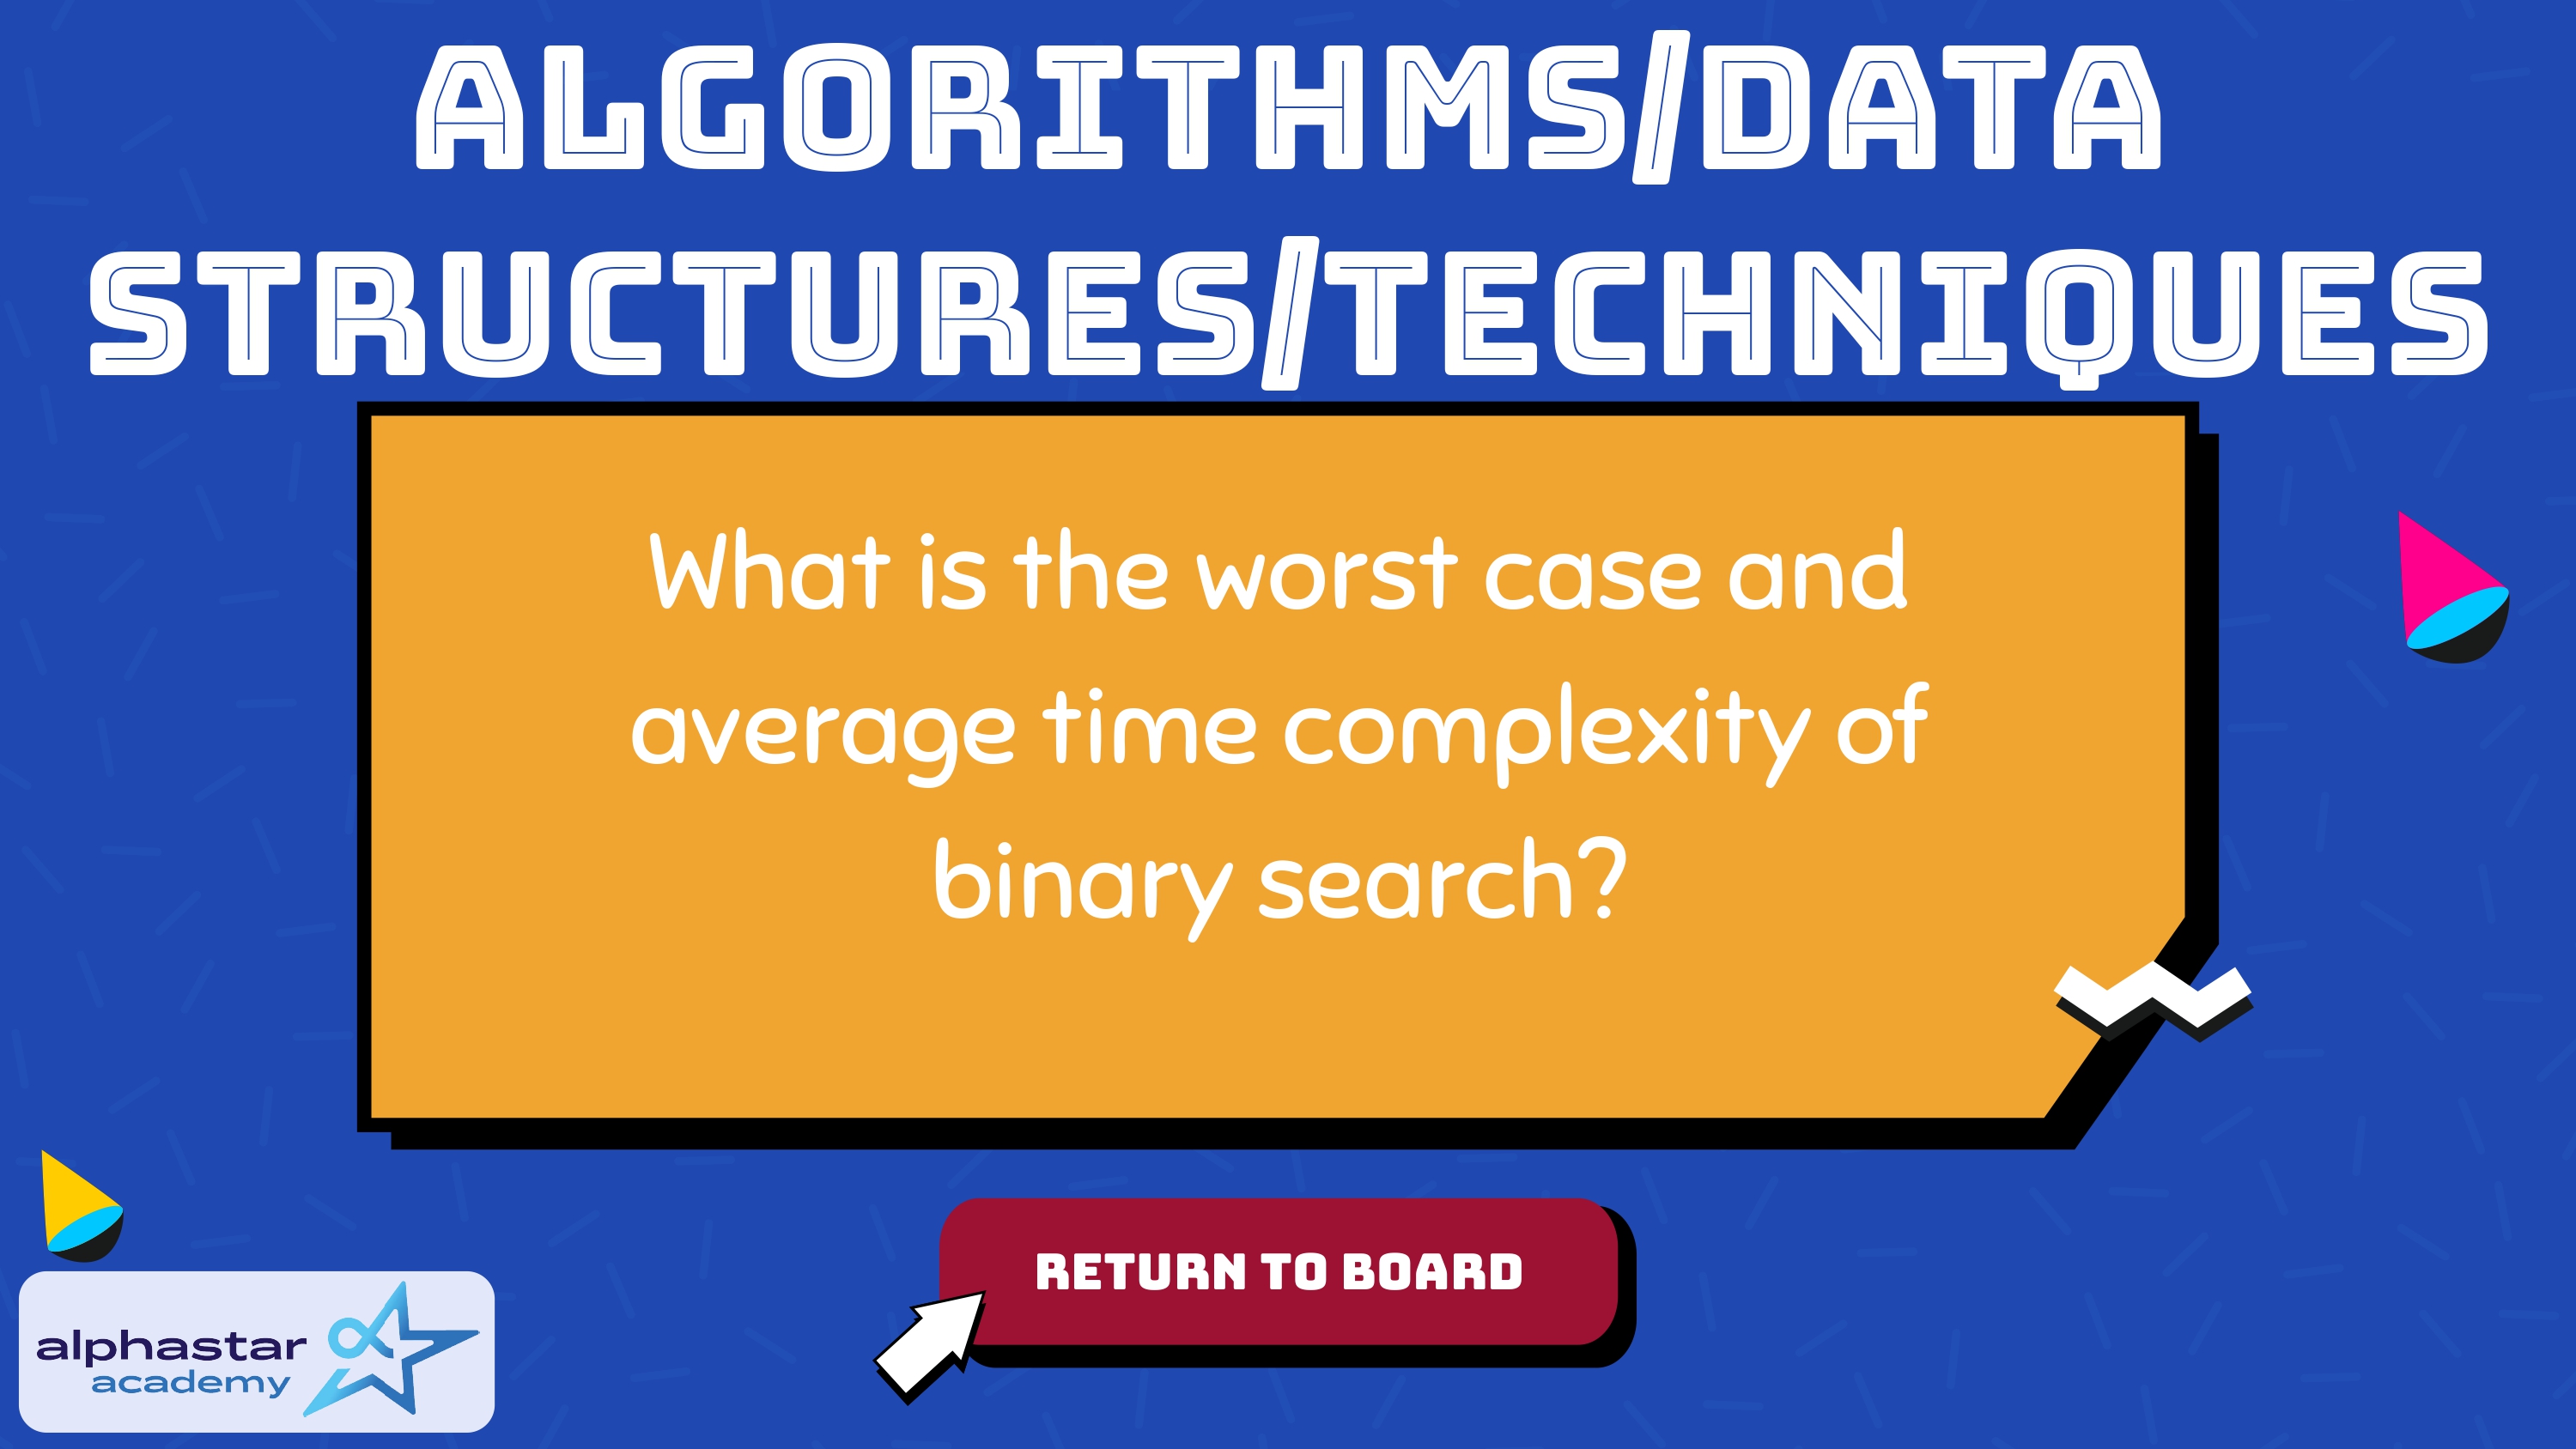 ALGORITHMS/DATA
STRUCTURES/TECHNIQUES
What is the worst case and
average time complexity of
binary search?
RETURN TO BOARD
alphastar
academy